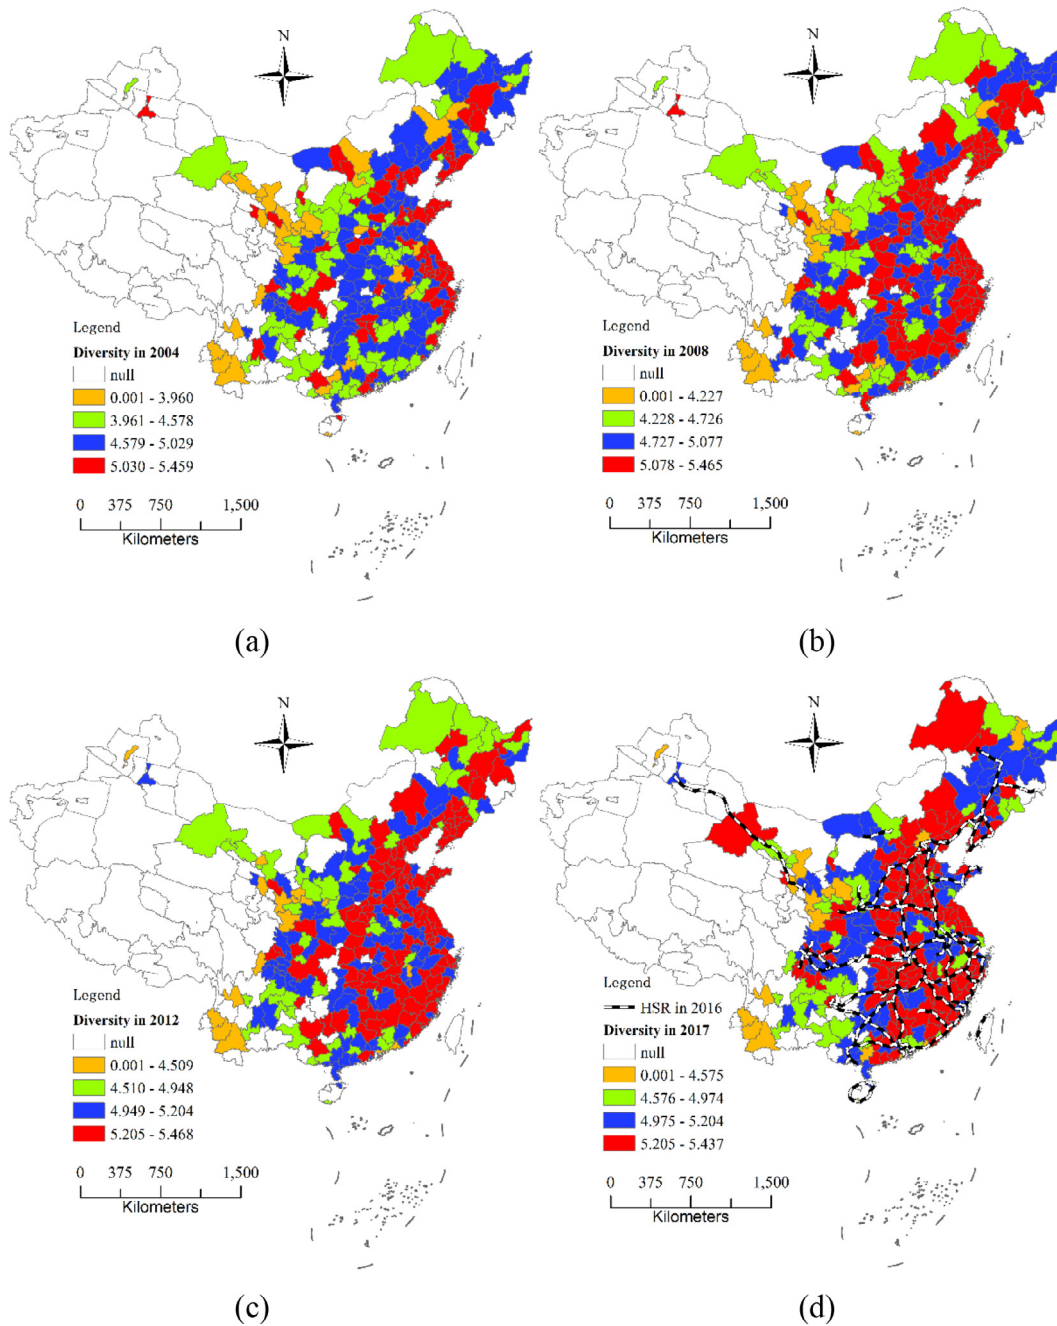 N
Legend
Diversity in 2004
null
0.001 - 3.960
3.961 - 4.578
4.579 - 5.029
5.030 - 5.459
0 375 750 1,500
Kilometers
(a)
N
Legend
Diversity in 2008
null
0.001 - 4.227
4.228 - 4.726
4.727 - 5.077
5.078 - 5.465
0 375 750 1,500
Kilometers
(b)
N
Legend
Diversity in 2012
null
0.001 - 4.509
4.510 - 4.948
4.949 - 5.204
5.205 - 5.468
0 375 750 1,500
Kilometers
(c)
N
Legend
HSR in 2016
Diversity in 2017
null
0.001 - 4.575
4.576 - 4.974
4.975 - 5.204
5.205 - 5.437
0 375 750 1,500
Kilometers
(d)